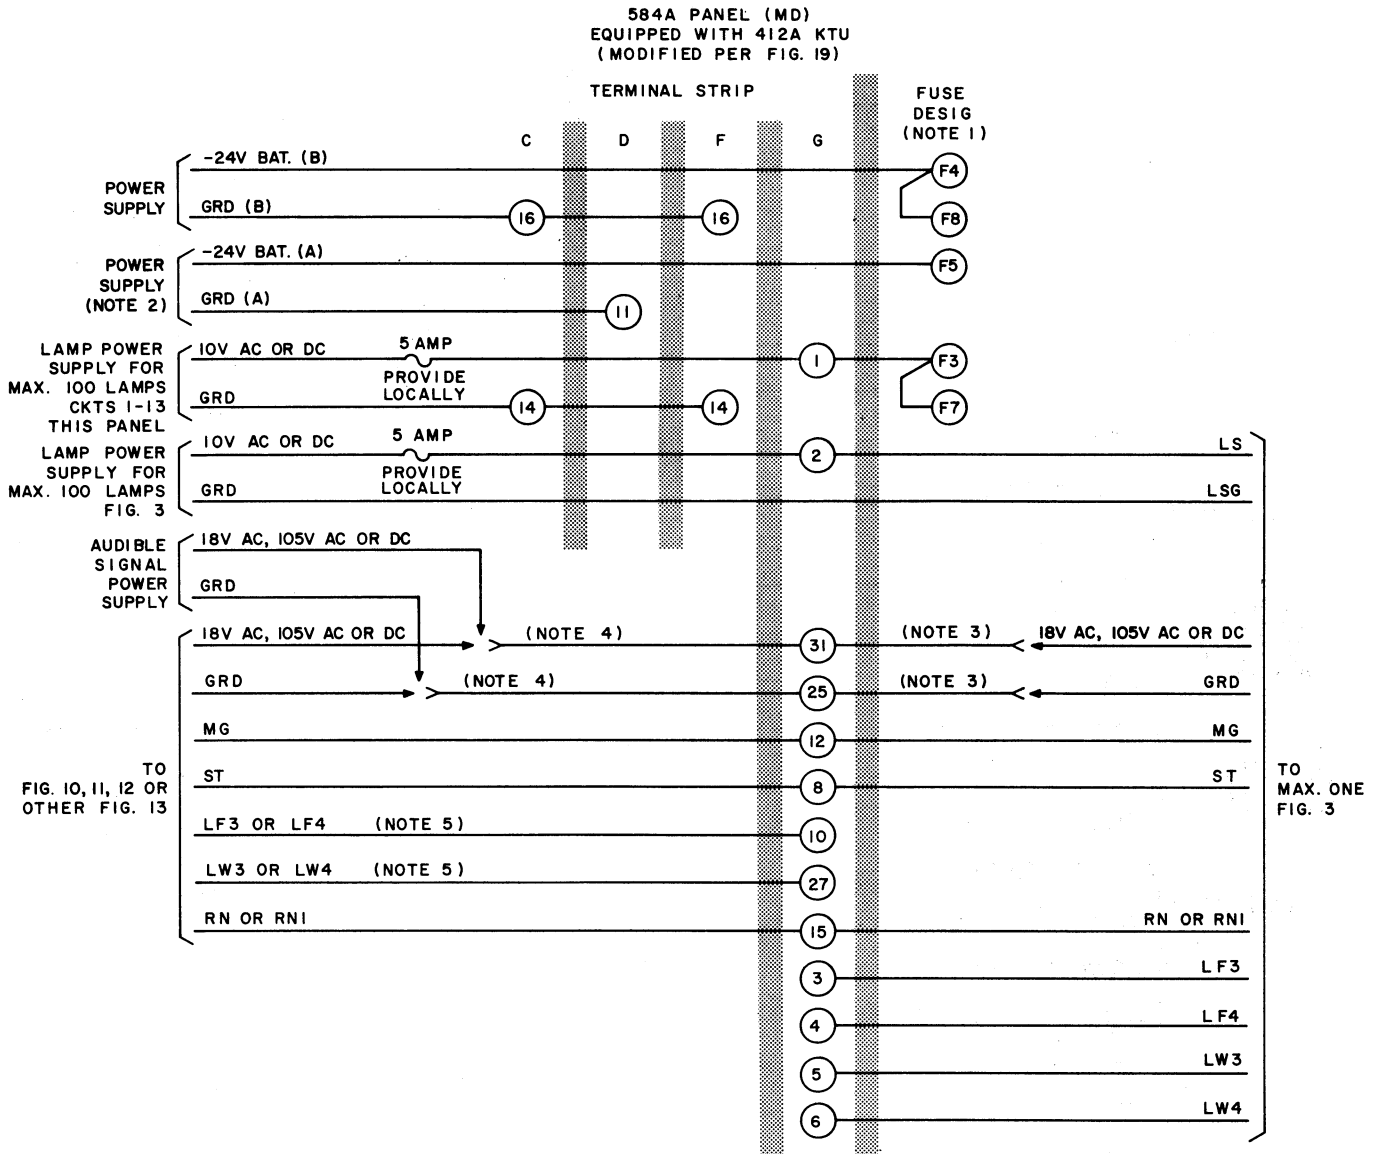 584A PANEL (MD)
EQUIPPED WITH 412A KTU
(MODIFIED PER FIG. 19)
TERMINAL STRIP
FUSE
DESIG
(NOTE 1)
C D F G
POWER
SUPPLY
-24V BAT. (B)
F4
GRD (B)
16
16
F8
POWER
SUPPLY
(NOTE 2)
-24V BAT. (A)
F5
GRD (A)
11
LAMP POWER
SUPPLY FOR
MAX. 100 LAMPS
CKTS 1-13
THIS PANEL
10V AC OR DC
5 AMP
PROVIDE
LOCALLY
1
F3
GRD
14
14
F7
LAMP POWER
SUPPLY FOR
MAX. 100 LAMPS
FIG. 3
10V AC OR DC
5 AMP
PROVIDE
LOCALLY
2
LS
GRD
LSG
AUDIBLE
SIGNAL
POWER
SUPPLY
18V AC, 105V AC OR DC
GRD
TO
FIG. 10, 11, 12 OR
OTHER FIG. 13
18V AC, 105V AC OR DC
(NOTE 4)
31
(NOTE 3)
18V AC, 105V AC OR DC
GRD
(NOTE 4)
25
(NOTE 3)
GRD
MG
12
MG
ST
8
ST
LF3 OR LF4 (NOTE 5)
10
LW3 OR LW4 (NOTE 5)
27
RN OR RN1
15
RN OR RN1
3
LF3
4
LF4
5
LW3
6
LW4
TO
MAX. ONE
FIG. 3